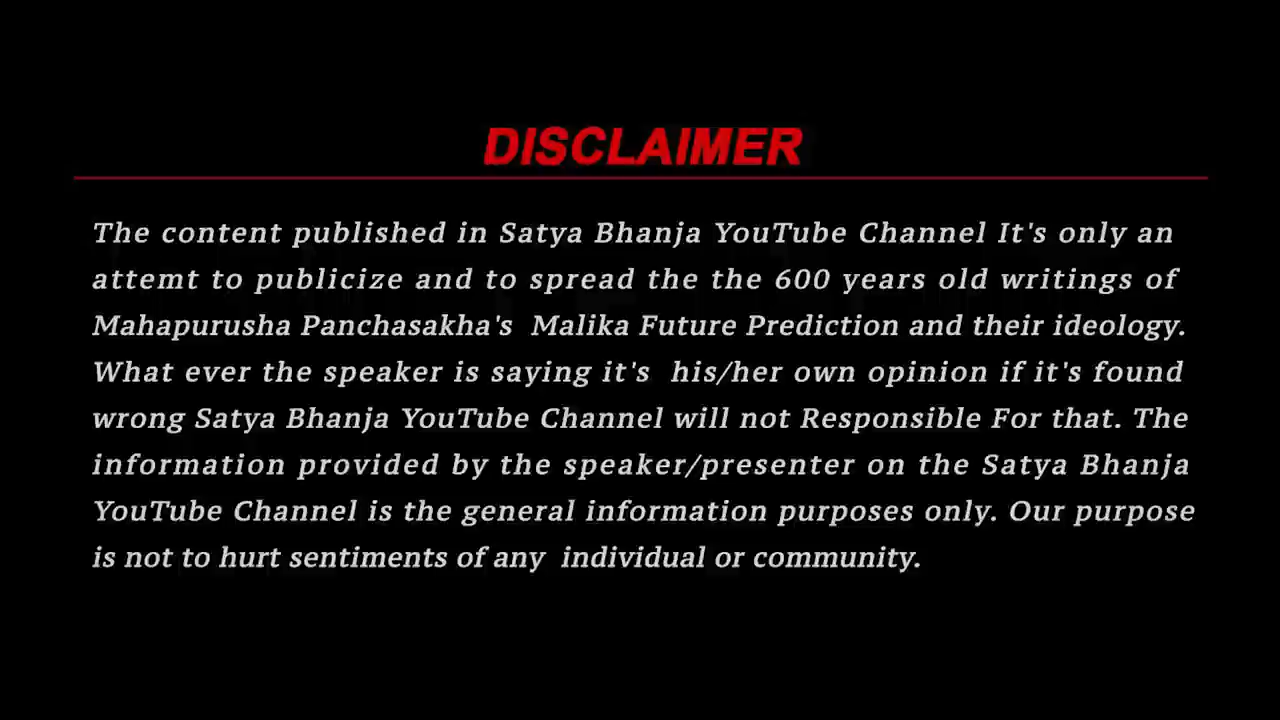 DISCLAIMER
The content published in Satya Bhanja YouTube Channel It's only an
attemt to publicize and to spread the the 600 years old writings of
Mahapurusha Panchasakha's Malika Future Prediction and their ideology.
What ever the speaker is saying it's his/her own opinion if it's found
wrong Satya Bhanja YouTube Channel will not Responsible For that. The
information provided by the speaker/presenter on the Satya Bhanja
YouTube Channel is the general information purposes only. Our purpose
is not to hurt sentiments of any individual or community.